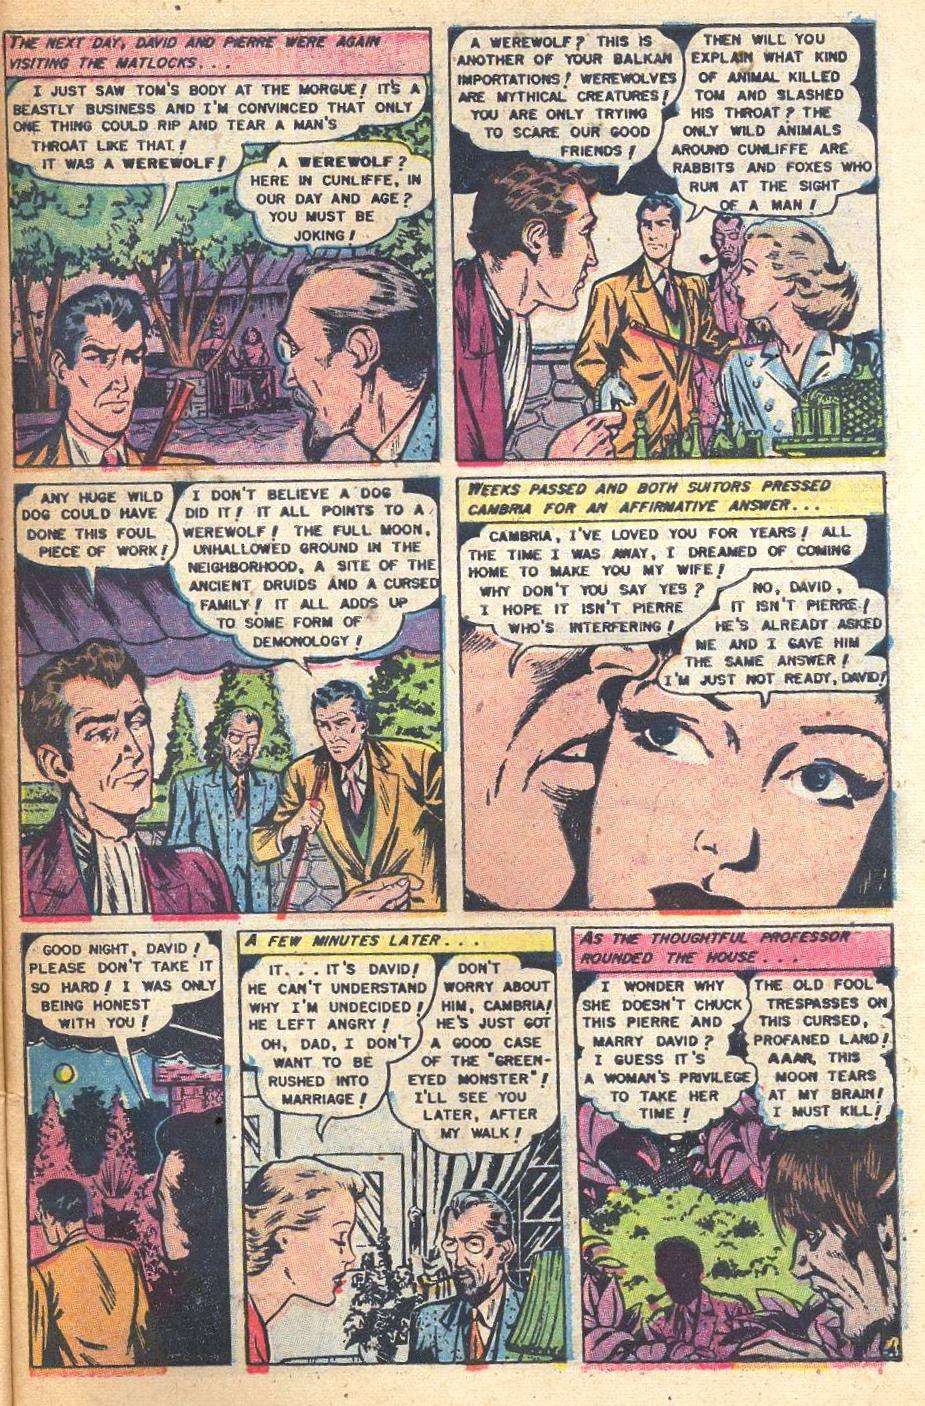 THE NEXT DAY, DAVID AND PIERRE WERE AGAIN
VISITING THE MATLOCKS...
I JUST SAW TOM'S BODY AT THE MORGUE! IT'S A
BEASTLY BUSINESS AND I'M CONVINCED THAT ONLY
ONE THING COULD RIP AND TEAR A MAN'S
THROAT LIKE THAT!
IT WAS A WEREWOLF!
A WEREWOLF?
HERE IN CUNLIFFE, IN
OUR DAY AND AGE?
YOU MUST BE
JOKING!
A WEREWOLF? THIS IS
ANOTHER OF YOUR BALKAN
IMPORTATIONS! WEREWOLVES
ARE MYTHICAL CREATURES!
YOU ARE ONLY TRYING
TO SCARE OUR GOOD
FRIENDS!
THEN WILL YOU
EXPLAIN WHAT KIND
OF ANIMAL KILLED
TOM AND SLASHED
HIS THROAT? THE
ONLY WILD ANIMALS
AROUND CUNLIFFE ARE
RABBITS AND FOXES WHO
RUN AT THE SIGHT
OF A MAN!
ANY HUGE WILD
DOG COULD HAVE
DONE THIS FOUL
PIECE OF WORK!
I DON'T BELIEVE A DOG
DID IT! IT ALL POINTS TO A
WEREWOLF! THE FULL MOON,
UNHALLOWED GROUND IN THE
NEIGHBORHOOD, A SITE OF THE
ANCIENT DRUIDS AND A CURSED
FAMILY! IT ALL ADDS UP
TO SOME FORM OF
DEMONOLOGY!
WEEKS PASSED AND BOTH SUITORS PRESSED
CAMBRIA FOR AN AFFIRMATIVE ANSWER...
CAMBRIA, I'VE LOVED YOU FOR YEARS! ALL
THE TIME I WAS AWAY, I DREAMED OF COMING
HOME TO MAKE YOU MY WIFE!
WHY DON'T YOU SAY YES?
I HOPE IT ISN'T PIERRE
WHO'S INTERFERING!
NO, DAVID,
IT ISN'T PIERRE!
HE'S ALREADY ASKED
ME AND I GAVE HIM
THE SAME ANSWER!
I'M JUST NOT READY, DAVID!
GOOD NIGHT, DAVID!
PLEASE DON'T TAKE IT
SO HARD! I WAS ONLY
BEING HONEST
WITH YOU!
A FEW MINUTES LATER...
IT... IT'S DAVID!
HE CAN'T UNDERSTAND
WHY I'M UNDECIDED!
HE LEFT ANGRY!
OH, DAD, I DON'T
WANT TO BE
RUSHED INTO
MARRIAGE!
DON'T
WORRY ABOUT
HIM, CAMBRIA!
HE'S JUST GOT
A GOOD CASE
OF THE "GREEN-
EYED MONSTER"!
I'LL SEE YOU
LATER, AFTER
MY WALK!
AS THE THOUGHTFUL PROFESSOR
ROUNDED THE HOUSE...
I WONDER WHY
SHE DOESN'T CHUCK
THIS PIERRE AND
MARRY DAVID?
I GUESS IT'S
A WOMAN'S PRIVILEGE
TO TAKE HER
TIME!
THE OLD FOOL
TRESPASSES ON
THIS CURSED,
PROFANED LAND!
AAAR, THIS
MOON TEARS
AT MY BRAIN!
I MUST KILL!